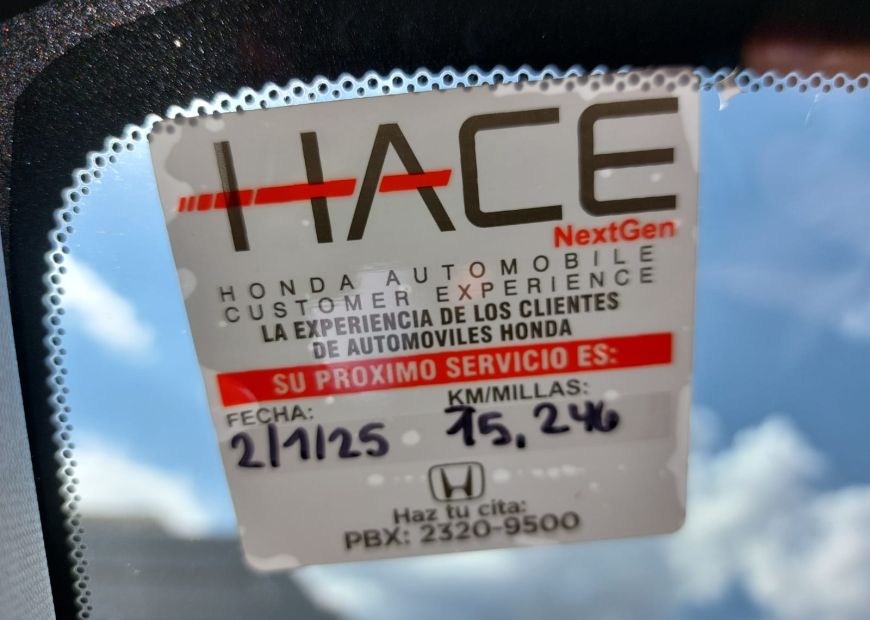 HACE
NextGen
HONDA AUTOMOBILE
CUSTOMER EXPERIENCE
LA EXPERIENCIA DE LOS CLIENTES
DE AUTOMOVILES HONDA
SU PROXIMO SERVICIO ES:
FECHA: KM/MILLAS:
2/1/25 15,246
Haz tu cita:
PBX: 2320-9500